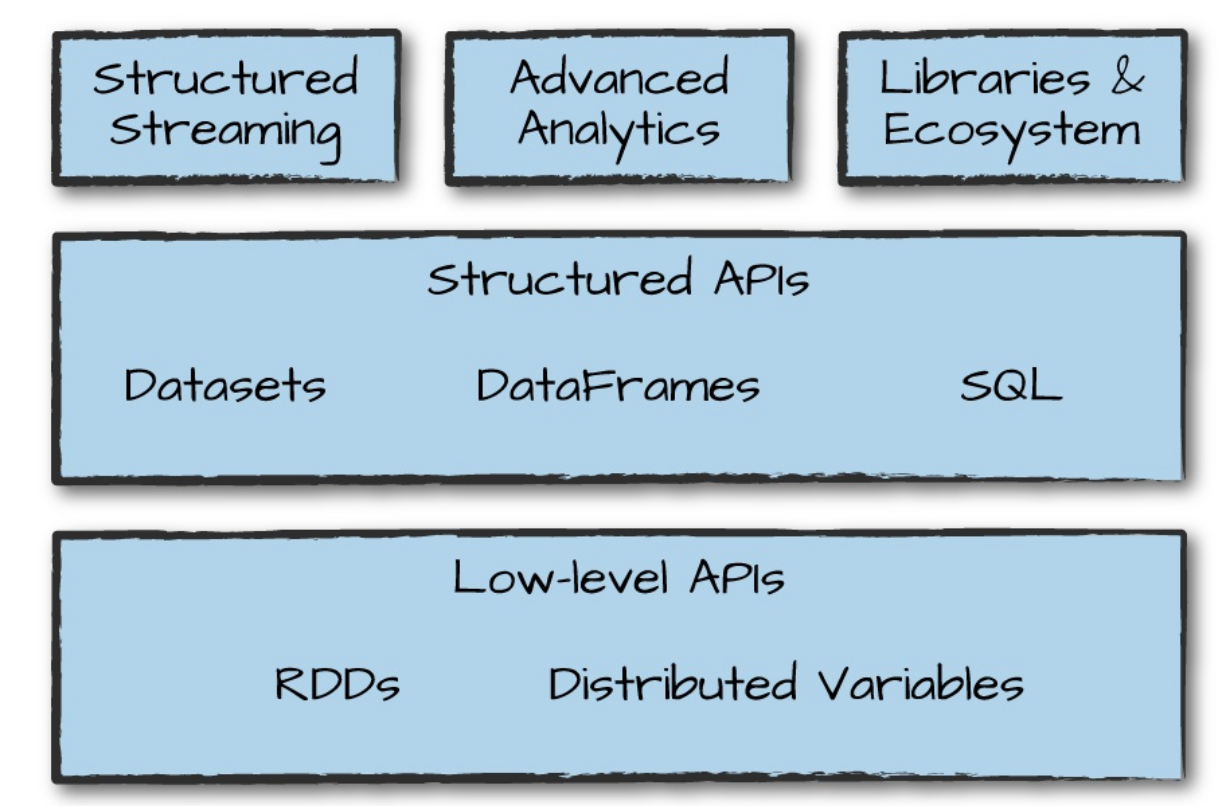 Structured
Streaming
Advanced
Analytics
Libraries &
Ecosystem
Structured APIs
Datasets DataFrames SQL
Low-level APIs
RDDs Distributed Variables